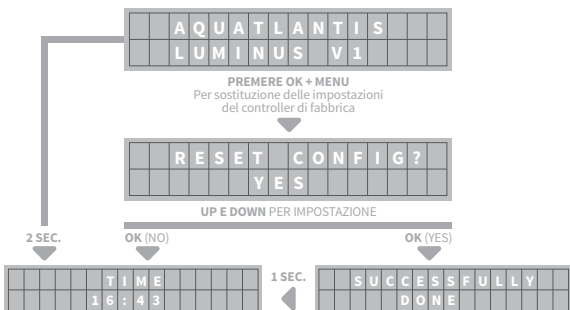 AQUATLANTIS
LUMINUS V1
PREMERE OK + MENU
Per sostituzione delle impostazioni
del controller di fabbrica
RESET CONFIG?
YES
UP E DOWN PER IMPOSTAZIONE
2 SEC.
OK (NO)
OK (YES)
TIME
16:43
1 SEC.
SUCCESSFULLY
DONE